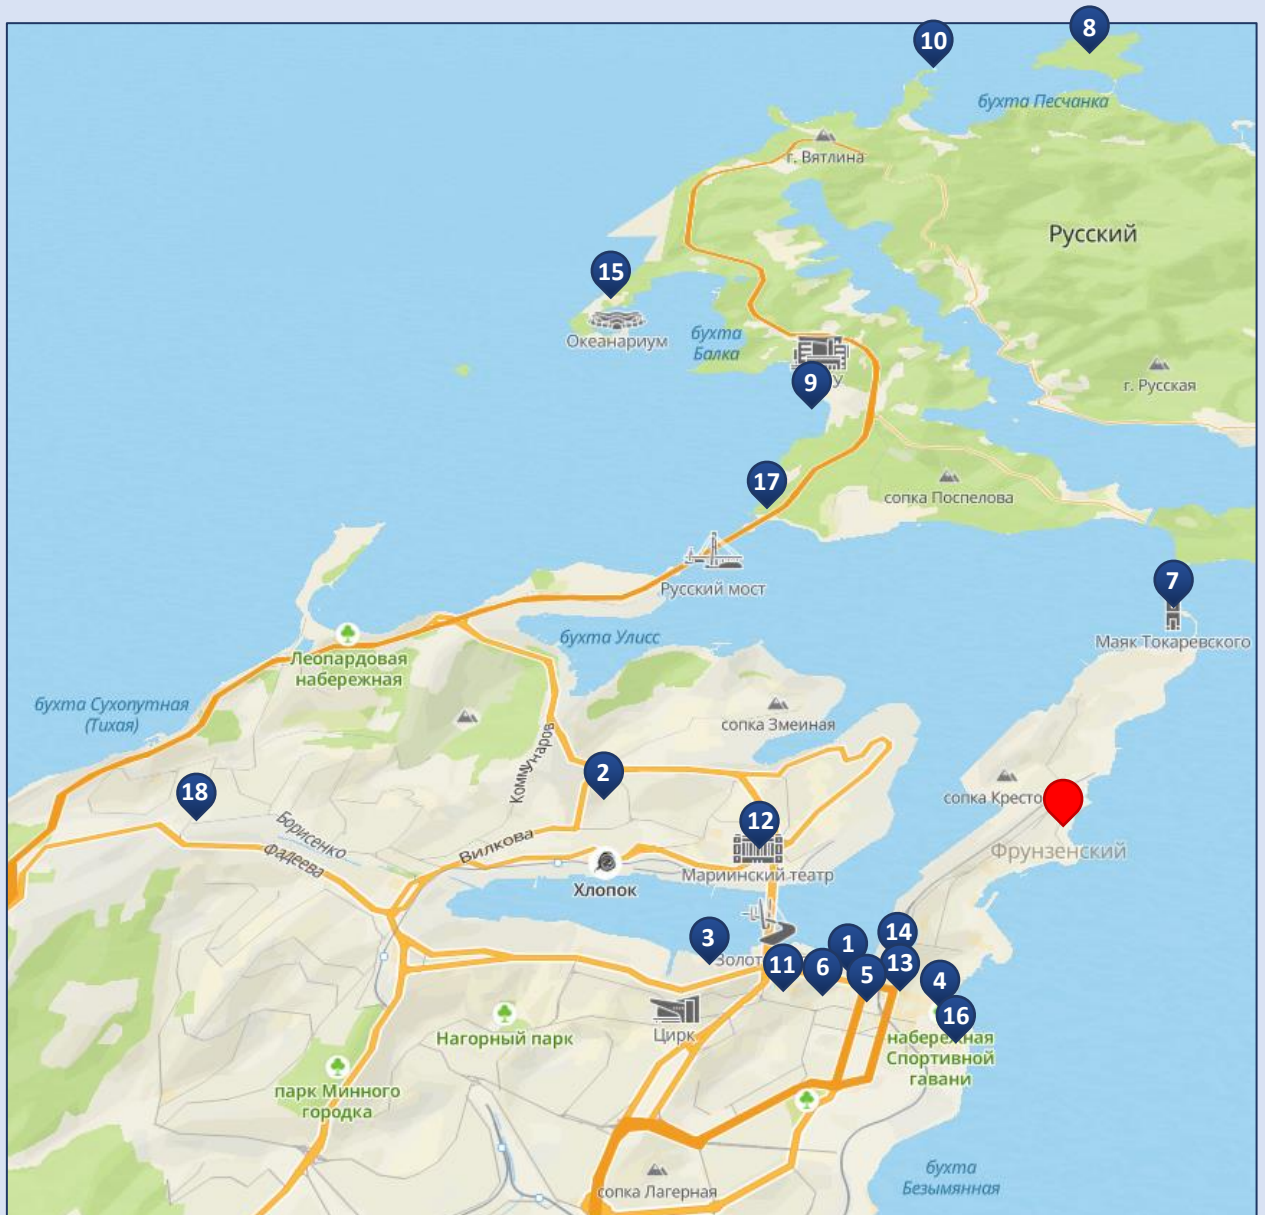 8
10
бухта Песчанка
г. Вятлина
Русский
15
Океанариум
бухта
Балка
9
У
г. Русская
17
сопка Поспелова
Русский мост
7
Маяк Токаревского
бухта Улисс
Леопардовая
набережная
бухта Сухопутная
(Тихая)
сопка Змеиная
Коммунаров
2
18
сопка Кресто
12
Борисенко
Фадеева
Вилкова
Мариинский театр
Фрунзенский
Хлопок
3
Золот
11
6
1
5
14
13
4
16
набережная
Спортивной
гавани
Цирк
Нагорный парк
парк Минного
городка
сопка Лагерная
бухта
Безымянная